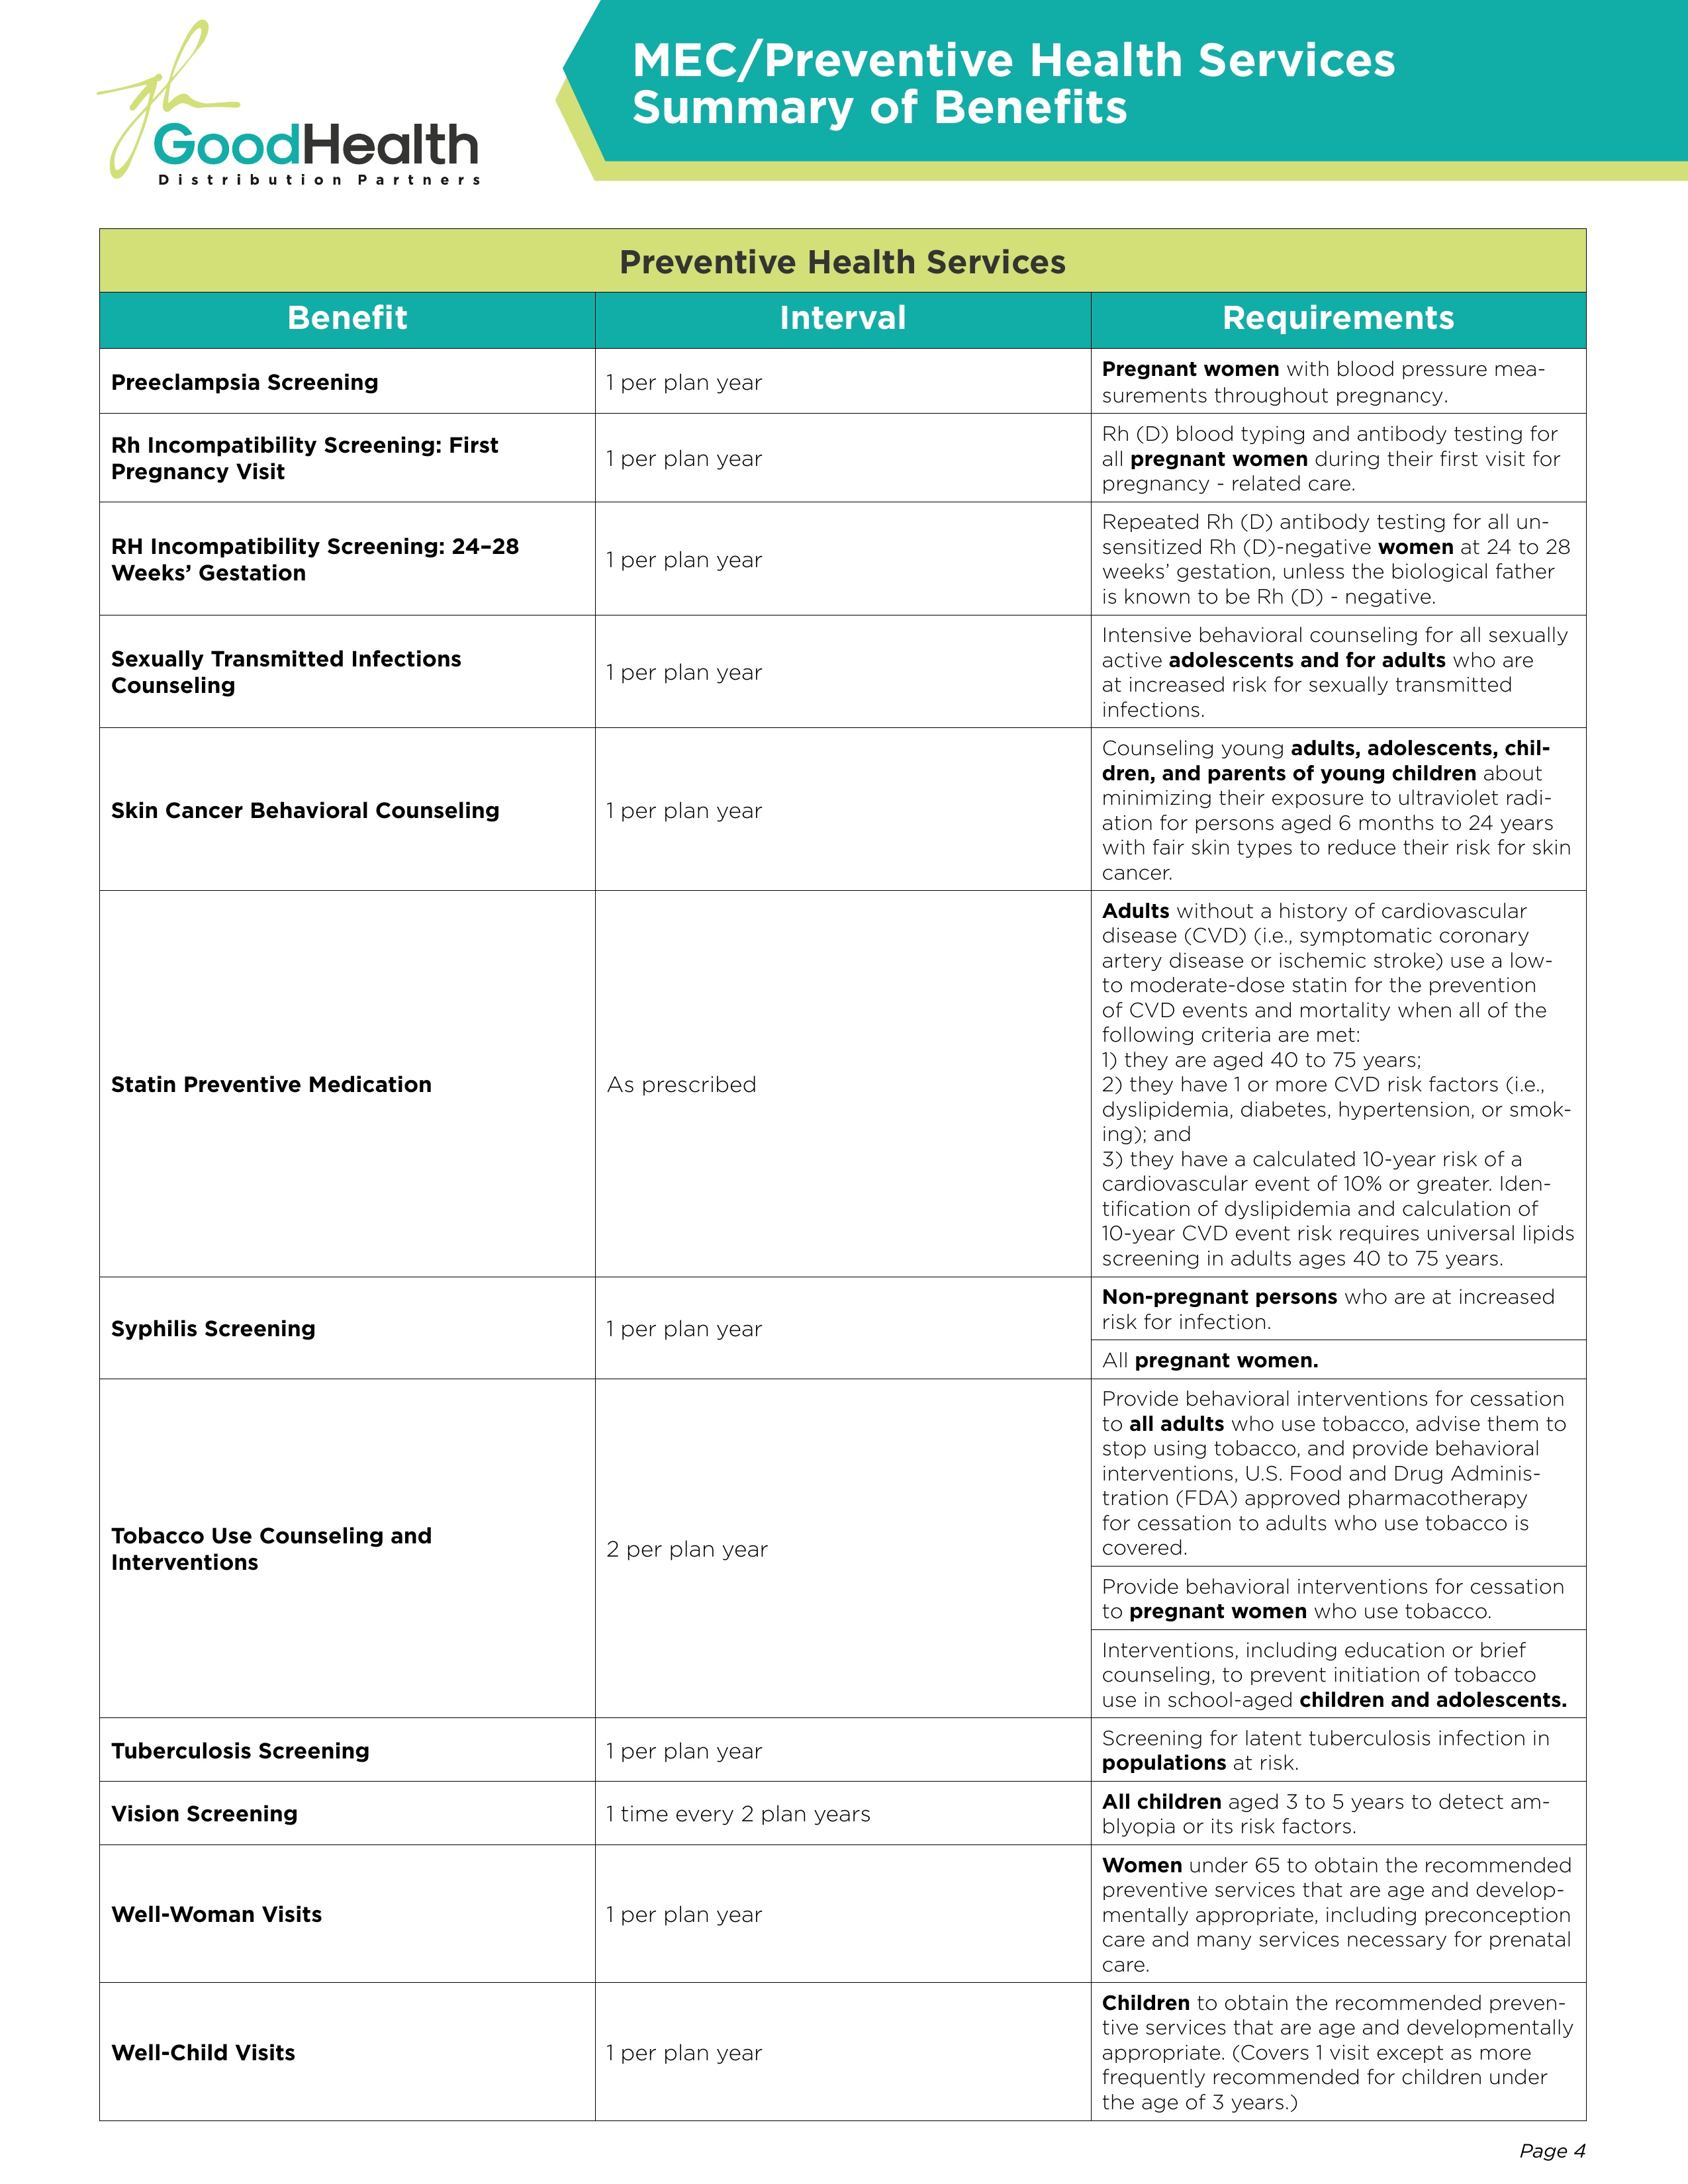 gh
GoodHealth
Distribution Partners
MEC/Preventive Health Services
Summary of Benefits
Preventive Health Services
Benefit
Interval
Requirements
Preeclampsia Screening
1 per plan year
Pregnant women with blood pressure mea-
surements throughout pregnancy.
Rh Incompatibility Screening: First
Pregnancy Visit
1 per plan year
Rh (D) blood typing and antibody testing for
all pregnant women during their first visit for
pregnancy - related care.
RH Incompatibility Screening: 24–28
Weeks’ Gestation
1 per plan year
Repeated Rh (D) antibody testing for all un-
sensitized Rh (D)-negative women at 24 to 28
weeks’ gestation, unless the biological father
is known to be Rh (D) - negative.
Sexually Transmitted Infections
Counseling
1 per plan year
Intensive behavioral counseling for all sexually
active adolescents and for adults who are
at increased risk for sexually transmitted
infections.
Skin Cancer Behavioral Counseling
1 per plan year
Counseling young adults, adolescents, chil-
dren, and parents of young children about
minimizing their exposure to ultraviolet radi-
ation for persons aged 6 months to 24 years
with fair skin types to reduce their risk for skin
cancer.
Statin Preventive Medication
As prescribed
Adults without a history of cardiovascular
disease (CVD) (i.e., symptomatic coronary
artery disease or ischemic stroke) use a low-
to moderate-dose statin for the prevention
of CVD events and mortality when all of the
following criteria are met:
1) they are aged 40 to 75 years;
2) they have 1 or more CVD risk factors (i.e.,
dyslipidemia, diabetes, hypertension, or smok-
ing); and
3) they have a calculated 10-year risk of a
cardiovascular event of 10% or greater. Iden-
tification of dyslipidemia and calculation of
10-year CVD event risk requires universal lipids
screening in adults ages 40 to 75 years.
Syphilis Screening
1 per plan year
Non-pregnant persons who are at increased
risk for infection.
All pregnant women.
Tobacco Use Counseling and
Interventions
2 per plan year
Provide behavioral interventions for cessation
to all adults who use tobacco, advise them to
stop using tobacco, and provide behavioral
interventions, U.S. Food and Drug Adminis-
tration (FDA) approved pharmacotherapy
for cessation to adults who use tobacco is
covered.
Provide behavioral interventions for cessation
to pregnant women who use tobacco.
Interventions, including education or brief
counseling, to prevent initiation of tobacco
use in school-aged children and adolescents.
Tuberculosis Screening
1 per plan year
Screening for latent tuberculosis infection in
populations at risk.
Vision Screening
1 time every 2 plan years
All children aged 3 to 5 years to detect am-
blyopia or its risk factors.
Well-Woman Visits
1 per plan year
Women under 65 to obtain the recommended
preventive services that are age and develop-
mentally appropriate, including preconception
care and many services necessary for prenatal
care.
Well-Child Visits
1 per plan year
Children to obtain the recommended preven-
tive services that are age and developmentally
appropriate. (Covers 1 visit except as more
frequently recommended for children under
the age of 3 years.)
Page 4